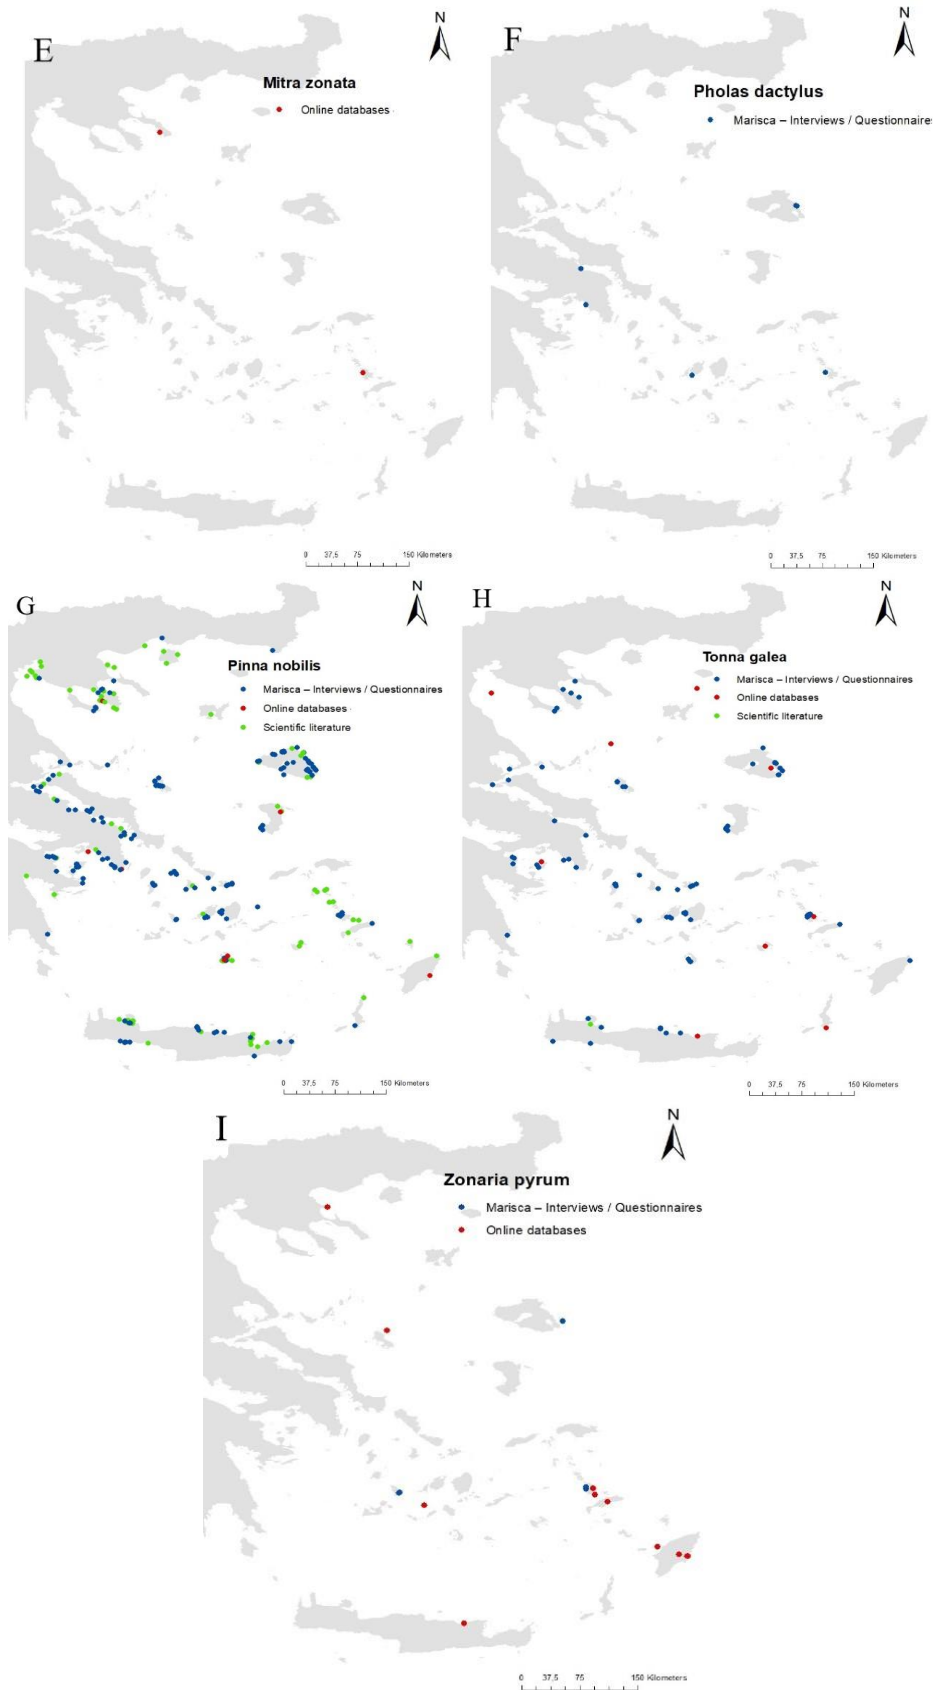 E
N
Mitra zonata
Online databases
0 37,5 75 150 Kilometers
F
N
Pholas dactylus
Marisca – Interviews / Questionnaires
0 37,5 75 150 Kilometers
G
N
Pinna nobilis
Marisca – Interviews / Questionnaires
Online databases
Scientific literature
0 37,5 75 150 Kilometers
H
N
Tonna galea
Marisca – Interviews / Questionnaires
Online databases
Scientific literature
0 37,5 75 150 Kilometers
I
N
Zonaria pyrum
Marisca – Interviews / Questionnaires
Online databases
0 37,5 75 150 Kilometers